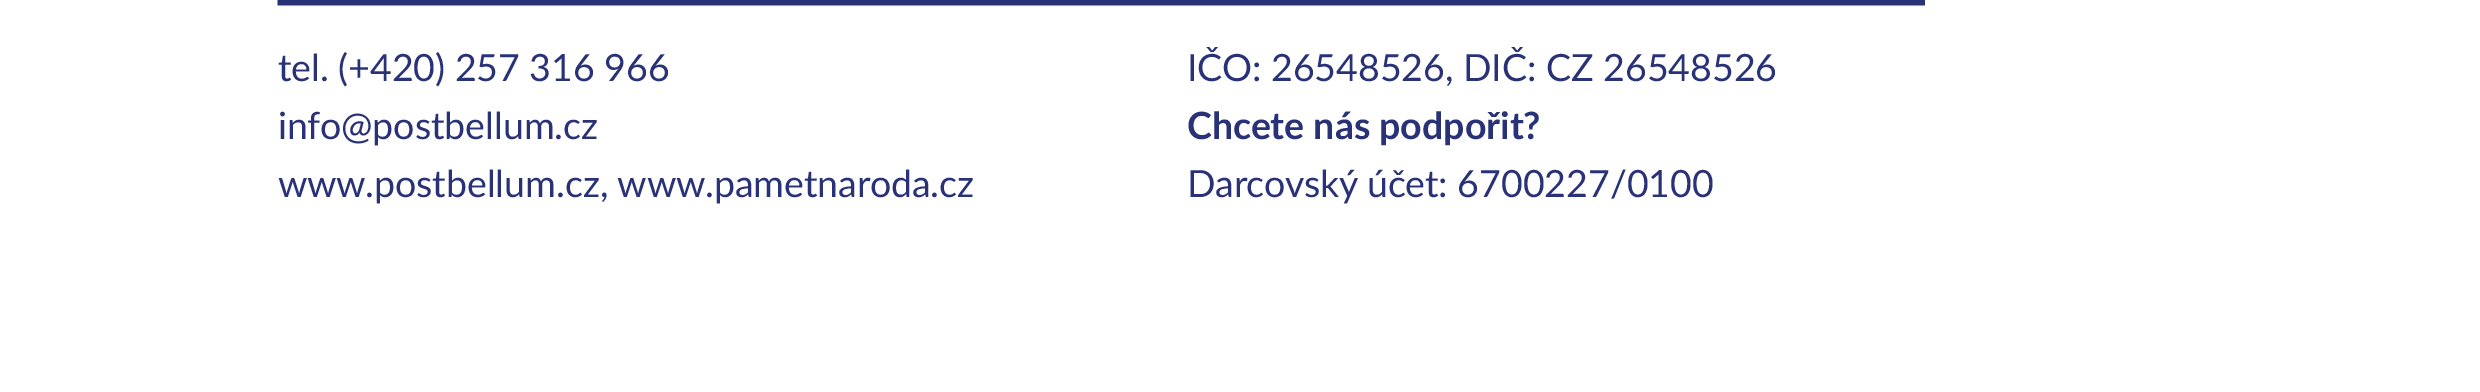 tel. (+420) 257 316 966
info@postbellum.cz
www.postbellum.cz, www.pametnaroda.cz
IČO: 26548526, DIČ: CZ 26548526
Chcete nás podpořit?
Darcovský účet: 6700227/0100